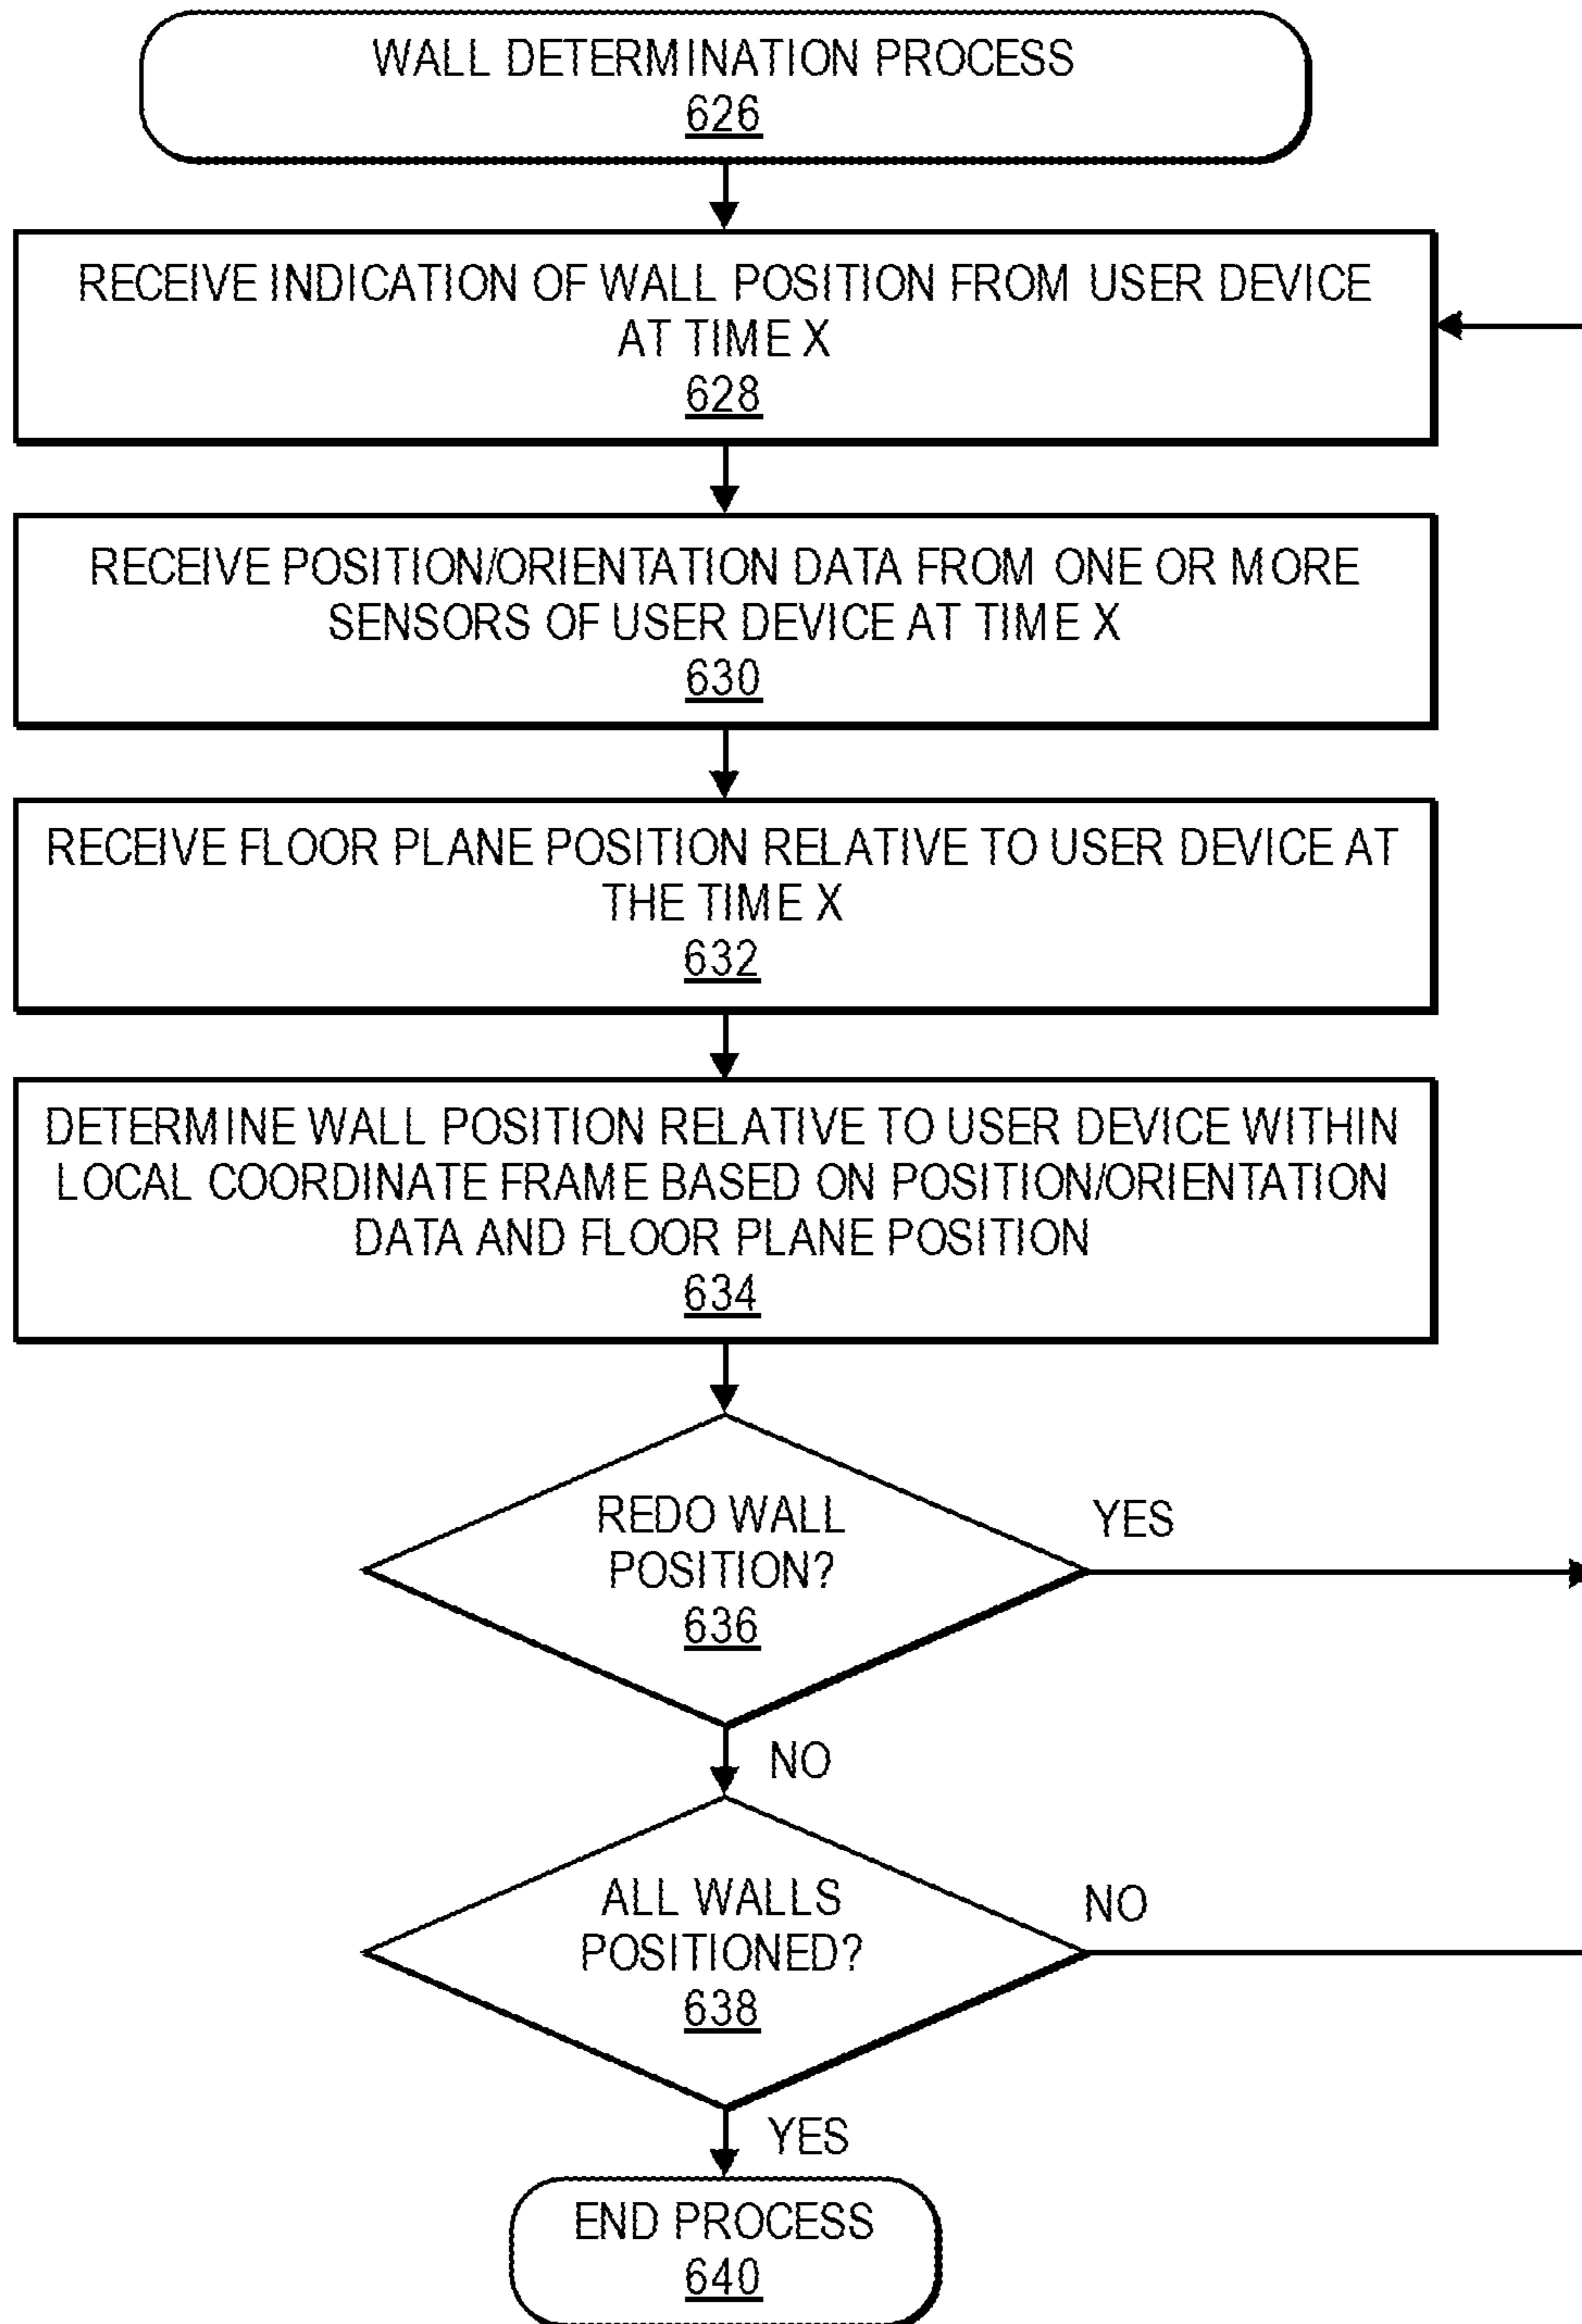 WALL DETERMINATION PROCESS
626
RECEIVE INDICATION OF WALL POSITION FROM USER DEVICE
AT TIME X
628
RECEIVE POSITION/ORIENTATION DATA FROM ONE OR MORE
SENSORS OF USER DEVICE AT TIME X
630
RECEIVE FLOOR PLANE POSITION RELATIVE TO USER DEVICE AT
THE TIME X
632
DETERMINE WALL POSITION RELATIVE TO USER DEVICE WITHIN
LOCAL COORDINATE FRAME BASED ON POSITION/ORIENTATION
DATA AND FLOOR PLANE POSITION
634
REDO WALL
POSITION?
636
YES
NO
ALL WALLS
POSITIONED?
638
NO
YES
END PROCESS
640